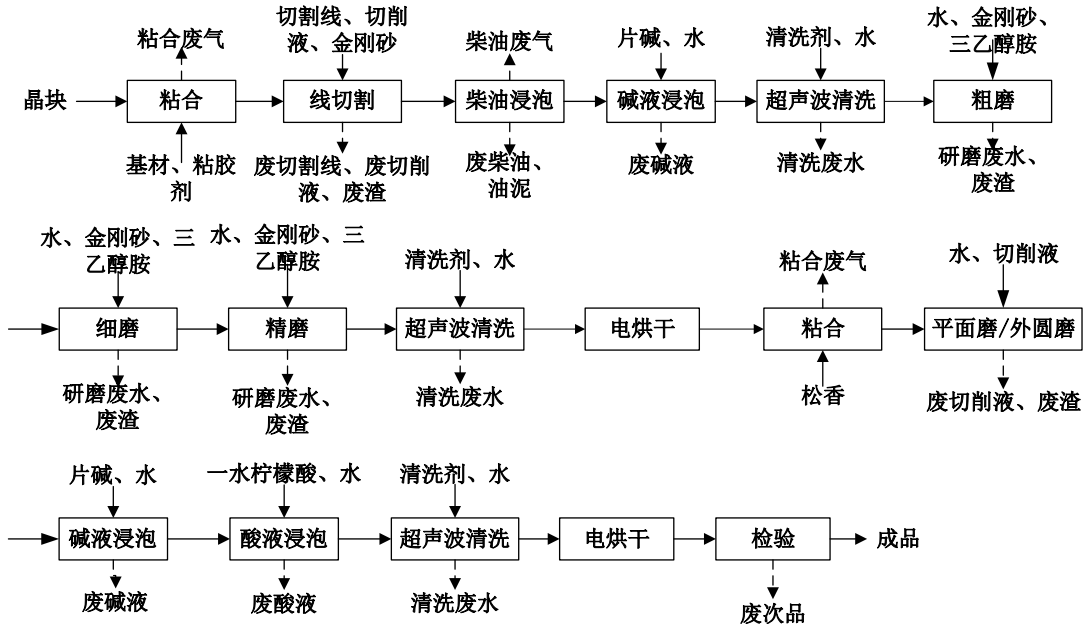 粘合废气
切割线、切削
液、金刚砂
柴油废气
片碱、水
清洗剂、水
水、金刚砂、
三乙醇胺
晶块
粘合
线切割
柴油浸泡
碱液浸泡
超声波清洗
粗磨
基材、粘胶
剂
废切割线、废切削
液、废渣
废柴油、
油泥
废碱液
清洗废水
研磨废水、
废渣
水、金刚砂、三
乙醇胺
水、金刚砂、三
乙醇胺
清洗剂、水
粘合废气
水、切削液
细磨
精磨
超声波清洗
电烘干
粘合
平面磨/外圆磨
研磨废水、
废渣
研磨废水、
废渣
清洗废水
松香
废切削液、废渣
片碱、水
一水柠檬酸、水
清洗剂、水
碱液浸泡
酸液浸泡
超声波清洗
电烘干
检验
成品
废碱液
废酸液
清洗废水
废次品